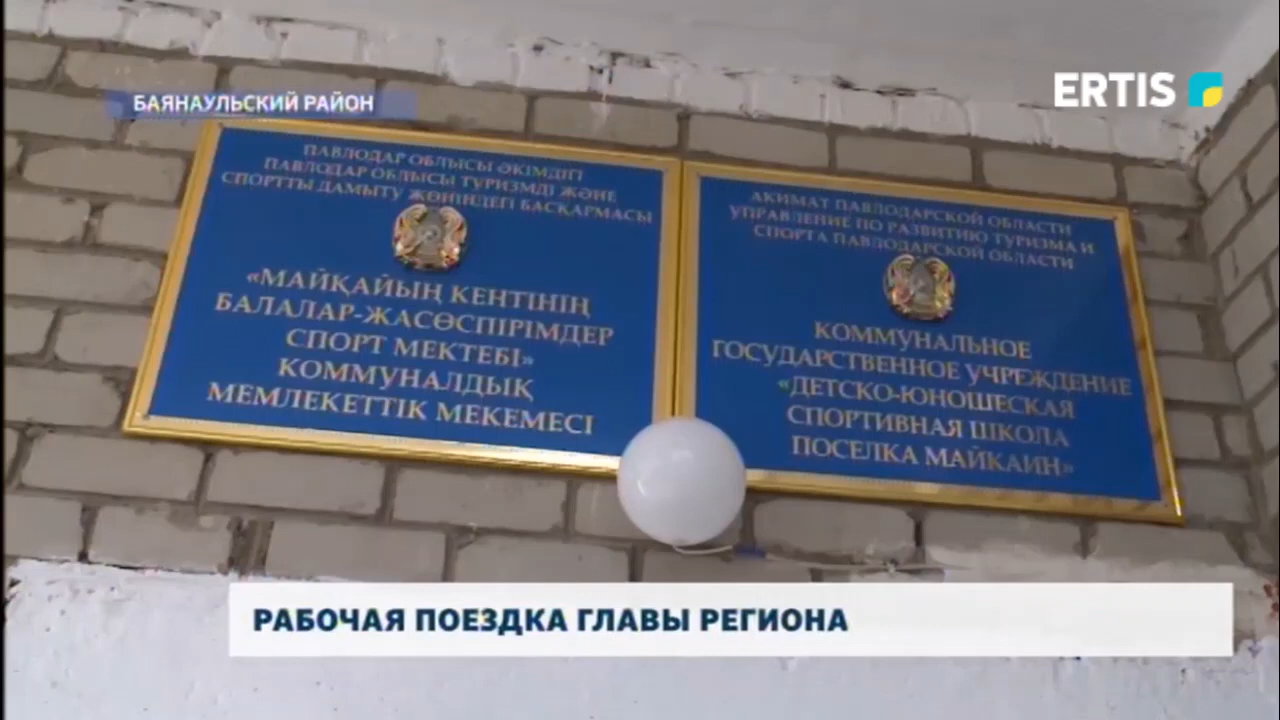 БАЯНАУЛЬСКИЙ РАЙОН
ERTIS
ПАВЛОДАР ОБЛЫСЫ ӘКІМДІГІ
ПАВЛОДАР ОБЛЫСЫ ТУРИЗМДІ ЖӘНЕ
СПОРТТЫ ДАМЫТУ ЖӨНІНДЕГІ БАСҚАРМАСЫ
«МАЙҚАЙЫҢ КЕНТІНІҢ
БАЛАЛАР-ЖАСӨСПІРІМДЕР
СПОРТ МЕКТЕБІ»
КОММУНАЛДЫҚ
МЕМЛЕКЕТТІК МЕКЕМЕСІ
АКИМАТ ПАВЛОДАРСКОЙ ОБЛАСТИ
УПРАВЛЕНИЕ ПО РАЗВИТИЮ ТУРИЗМА И
СПОРТА ПАВЛОДАРСКОЙ ОБЛАСТИ
КОММУНАЛЬНОЕ
ГОСУДАРСТВЕННОЕ УЧРЕЖДЕНИЕ
«ДЕТСКО-ЮНОШЕСКАЯ
СПОРТИВНАЯ ШКОЛА
ПОСЕЛКА МАЙКАИН»
РАБОЧАЯ ПОЕЗДКА ГЛАВЫ РЕГИОНА